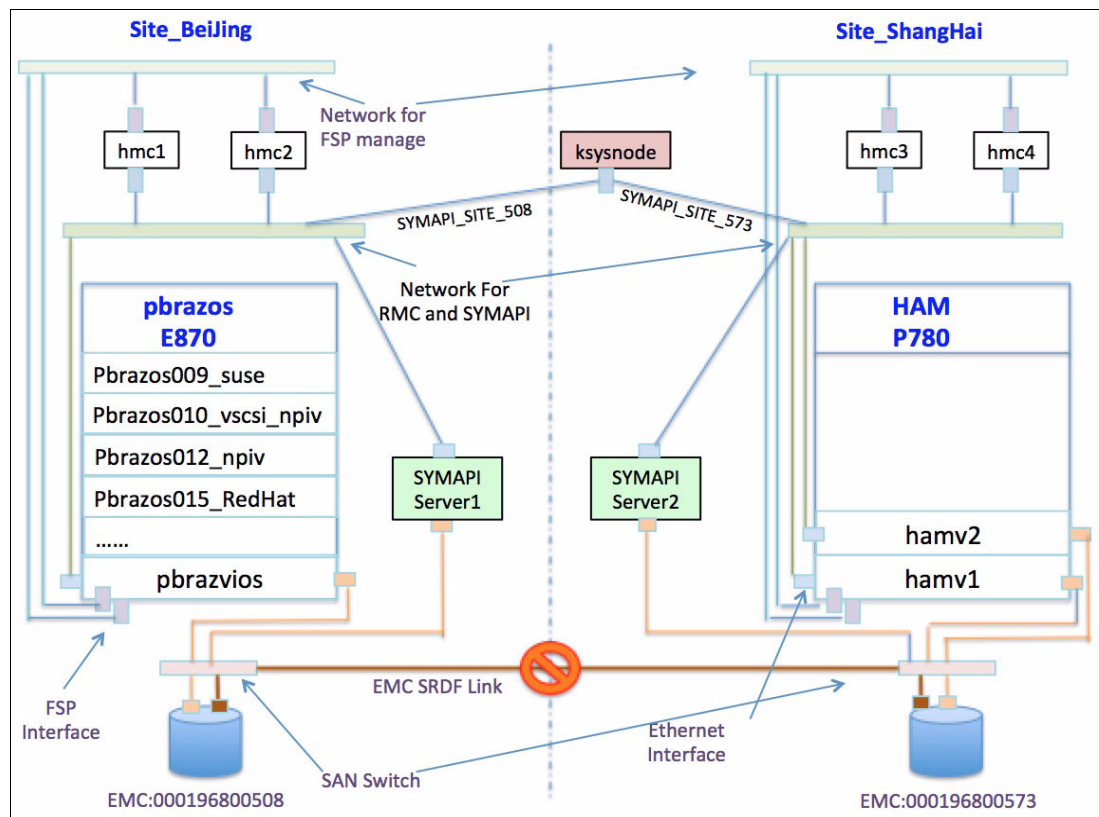 Site_BeiJing
Site_ShangHai
Network for
FSP manage
hmc1
hmc2
ksysnode
hmc3
hmc4
SYMAPI_SITE_508
SYMAPI_SITE_573
Network For
RMC and SYMAPI
pbrazos
E870
Pbrazos009_suse
Pbrazos010_vscsi_npiv
Pbrazos012_npiv
Pbrazos015_RedHat
......
pbrazvios
SYMAPI
Server1
SYMAPI
Server2
HAM
P780
hamv2
hamv1
EMC SRDF Link
FSP
Interface
Ethernet
Interface
SAN Switch
EMC:000196800508
EMC:000196800573